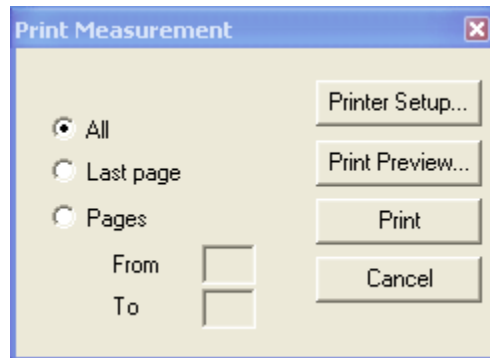 Print Measurement
All
Last page
Pages
From
To
Printer Setup...
Print Preview...
Print
Cancel